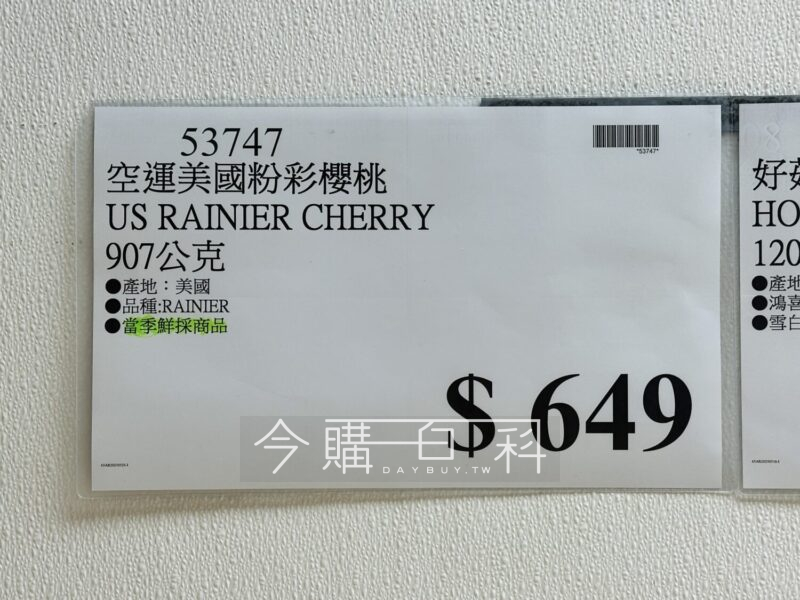 53747
*53747*
空運美國粉彩櫻桃
US RAINIER CHERRY
907公克
●產地：美國
●品種:RAINIER
●當季鮮採商品
$ 649
今購百科
DAYBUY.TW
好菇
HO
120
●產地
●鴻喜
●雪白